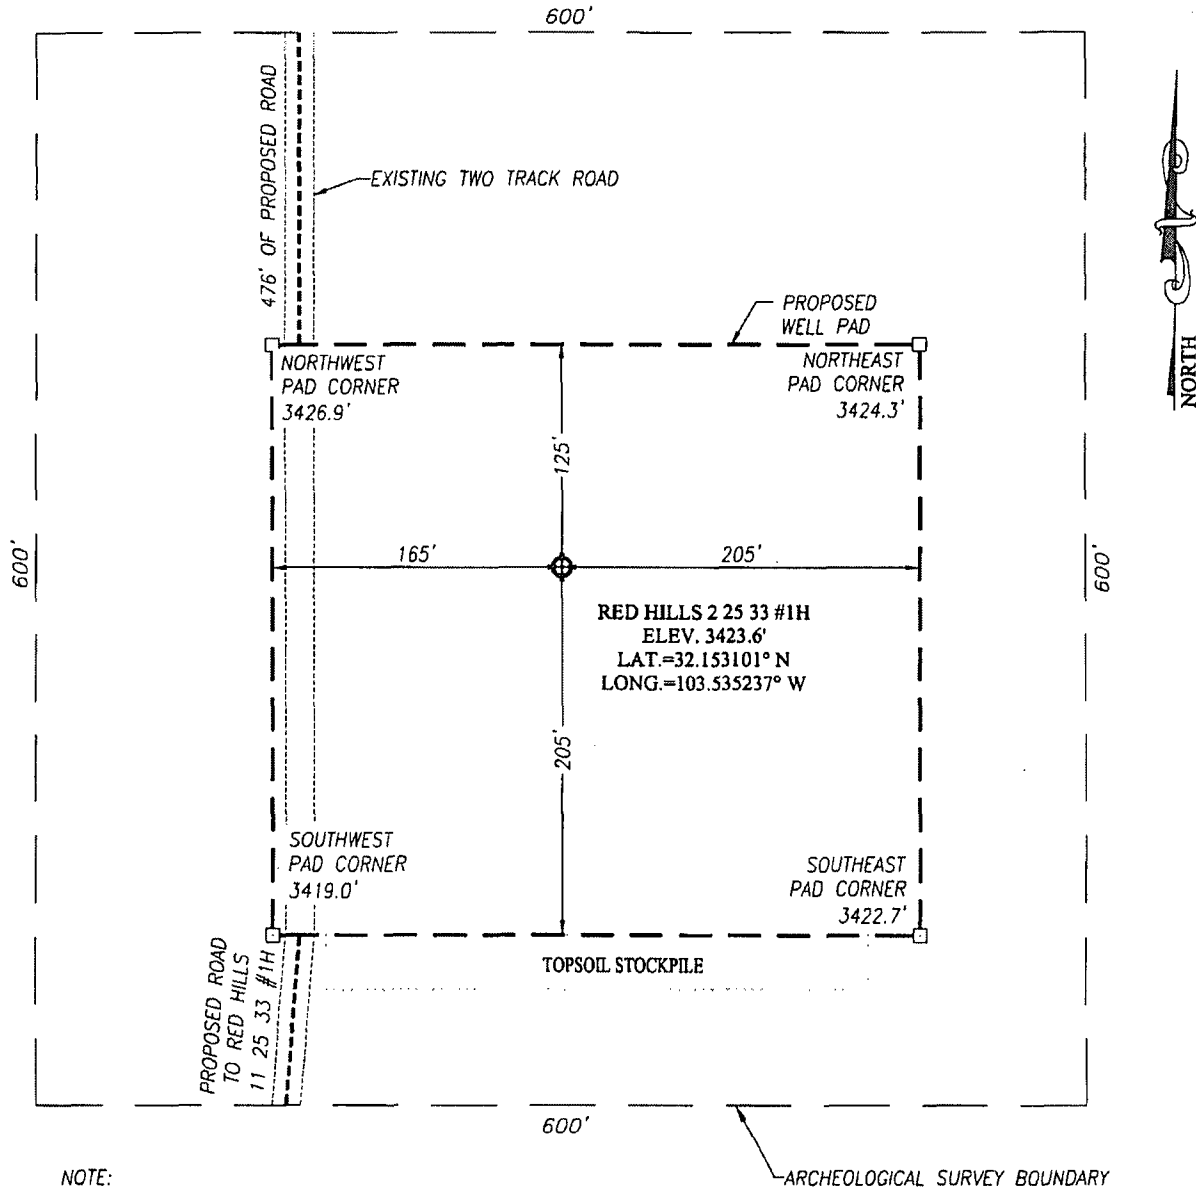 600'
476' OF PROPOSED ROAD
EXISTING TWO TRACK ROAD
PROPOSED
WELL PAD
NORTH
NORTHWEST
PAD CORNER
3426.9'
NORTHEAST
PAD CORNER
3424.3'
125'
600'
165'
205'
600'
RED HILLS 2 25 33 #1H
ELEV. 3423.6'
LAT.=32.153101° N
LONG.=103.535237° W
205'
SOUTHWEST
PAD CORNER
3419.0'
SOUTHEAST
PAD CORNER
3422.7'
TOPSOIL STOCKPILE
PROPOSED ROAD
TO RED HILLS
11 25 33 #1H
600'
NOTE:
ARCHEOLOGICAL SURVEY BOUNDARY